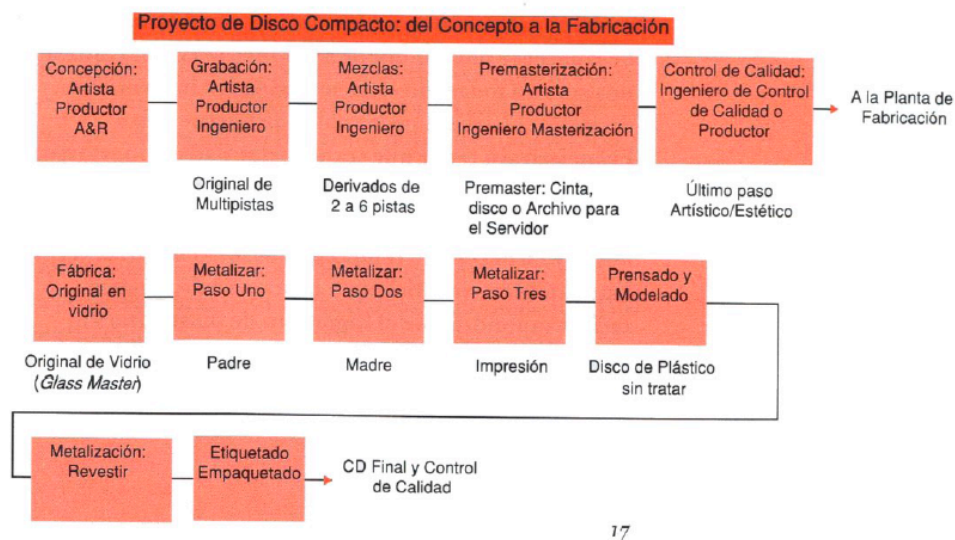 Proyecto de Disco Compacto: del Concepto a la Fabricación
Concepción:
Artista
Productor
A&R
Grabación:
Artista
Productor
Ingeniero
Mezclas:
Artista
Productor
Ingeniero
Premasterización:
Artista
Productor
Ingeniero Masterización
Control de Calidad:
Ingeniero de Control
de Calidad o
Productor
A la Planta de
Fabricación
Original de
Multipistas
Derivados de
2 a 6 pistas
Premaster: Cinta,
disco o Archivo para
el Servidor
Último paso
Artístico/Estético
Fábrica:
Original en
vidrio
Metalizar:
Paso Uno
Metalizar:
Paso Dos
Metalizar:
Paso Tres
Prensado y
Modelado
Original de Vidrio
(Glass Master)
Padre
Madre
Impresión
Disco de Plástico
sin tratar
Metalización:
Revestir
Etiquetado
Empaquetado
CD Final y Control
de Calidad
17